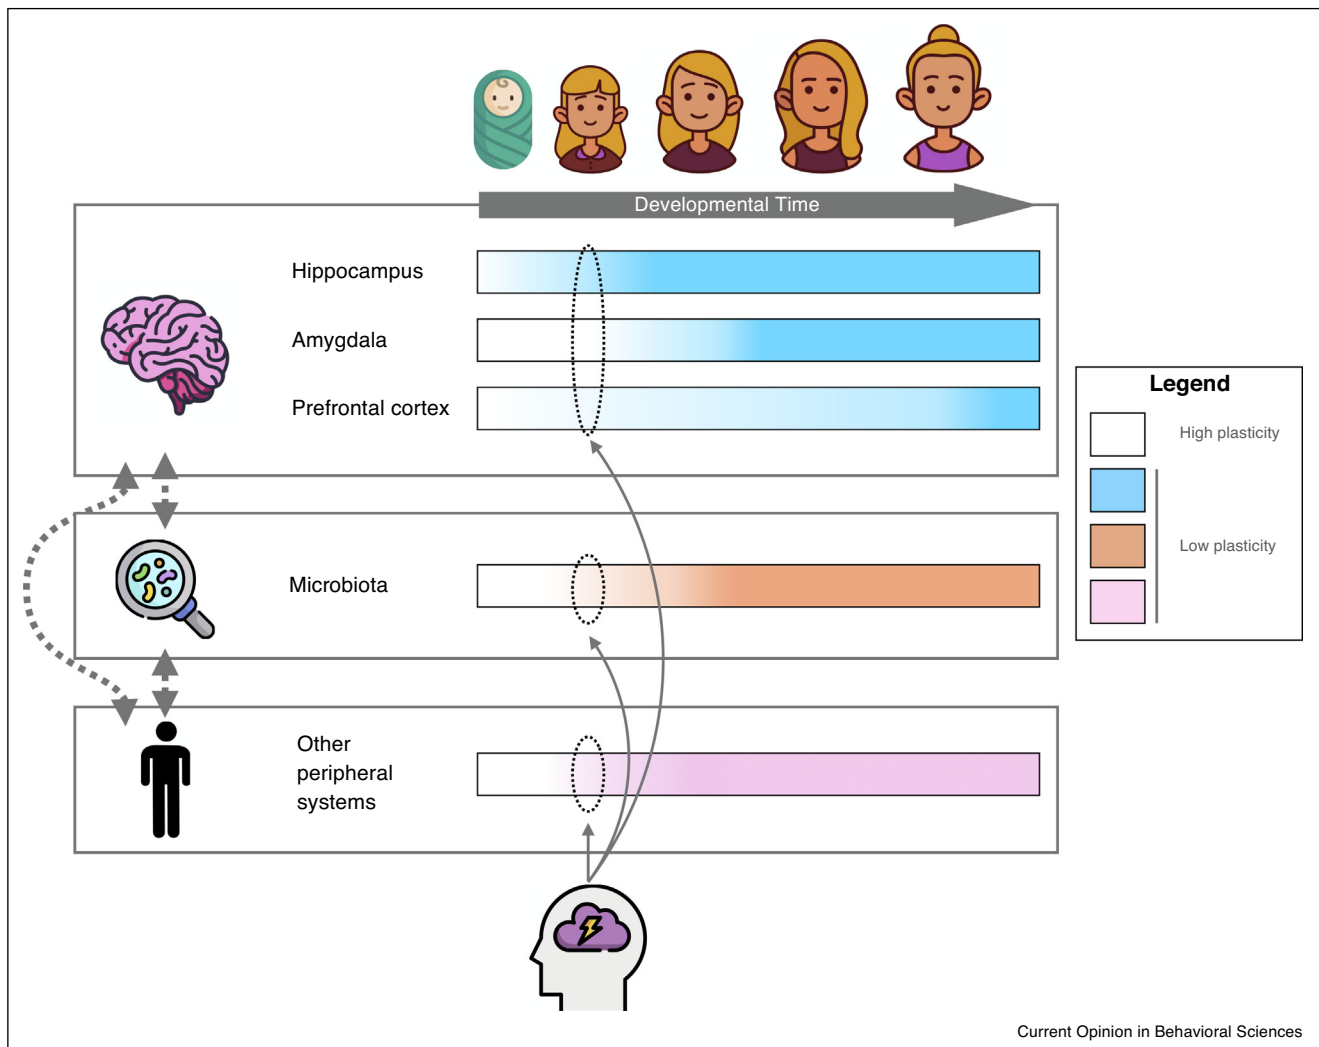 Developmental Time
Hippocampus
Amygdala
Prefrontal cortex
Legend
High plasticity
Low plasticity
Microbiota
Other
peripheral
systems
Current Opinion in Behavioral Sciences